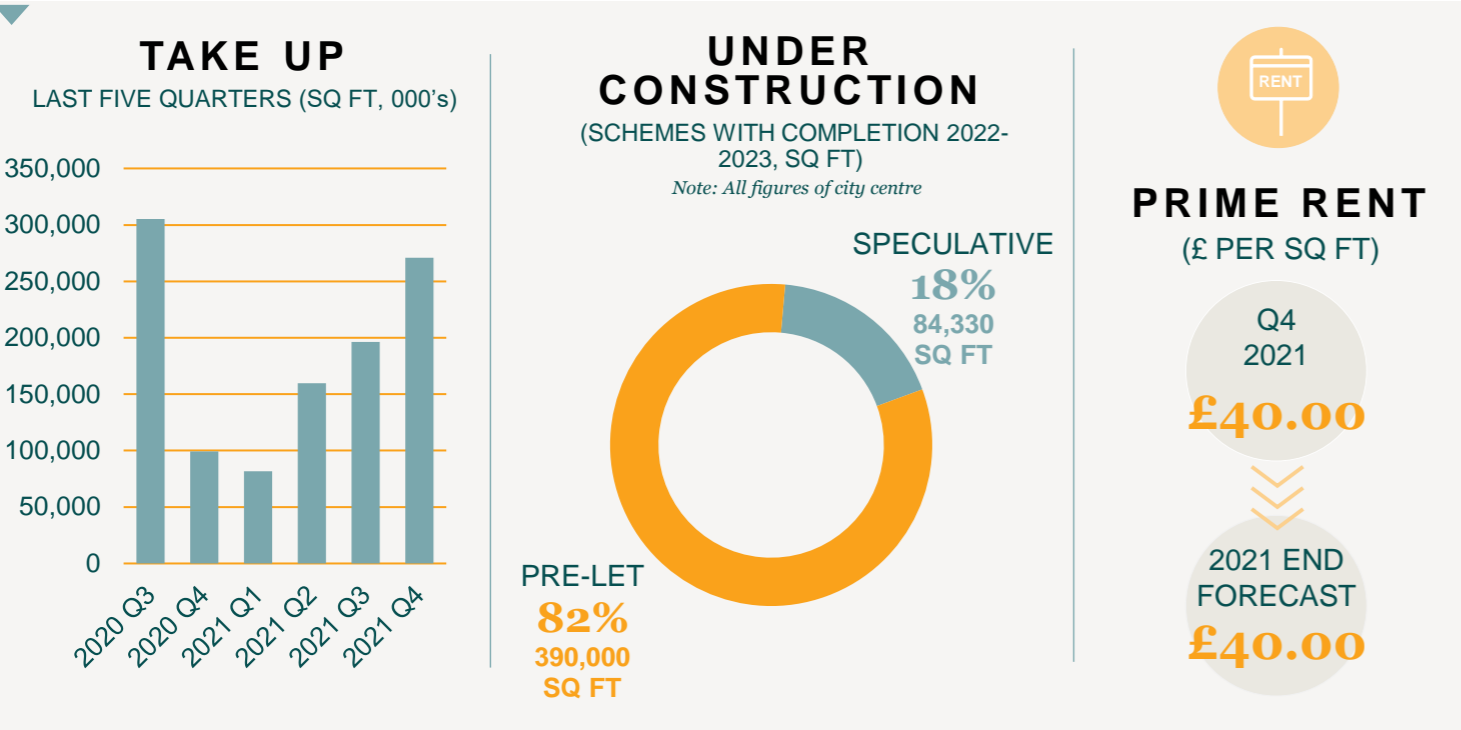 TAKE UP
LAST FIVE QUARTERS (SQ FT, 000’s)
350,000
300,000
250,000
200,000
150,000
100,000
50,000
0
2020 Q3
2020 Q4
2021 Q1
2021 Q2
2021 Q3
2021 Q4
UNDER
CONSTRUCTION
(SCHEMES WITH COMPLETION 2022-
2023, SQ FT)
Note: All figures of city centre
SPECULATIVE
18%
84,330
SQ FT
PRE-LET
82%
390,000
SQ FT
RENT
PRIME RENT
(£ PER SQ FT)
Q4
2021
£40.00
2021 END
FORECAST
£40.00